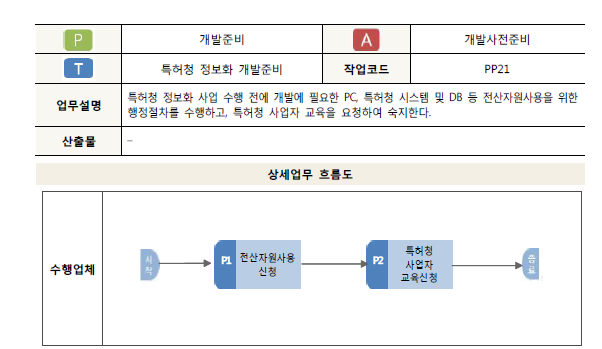 P 개발준비 A 개발사전준비
T 특허청 정보화 개발준비 작업코드 PP21
업무설명
특허청 정보화 사업 수행 전에 개발에 필요한 PC, 특허청 시스템 및 DB 등 전산자원사용을 위한
행정절차를 수행하고, 특허청 사업자 교육을 요청하여 숙지한다.
산출물 –
상세업무 흐름도
수행업체
시
작
P1
전산자원사용
신청
P2
특허청
사업자
교육신청
종
료